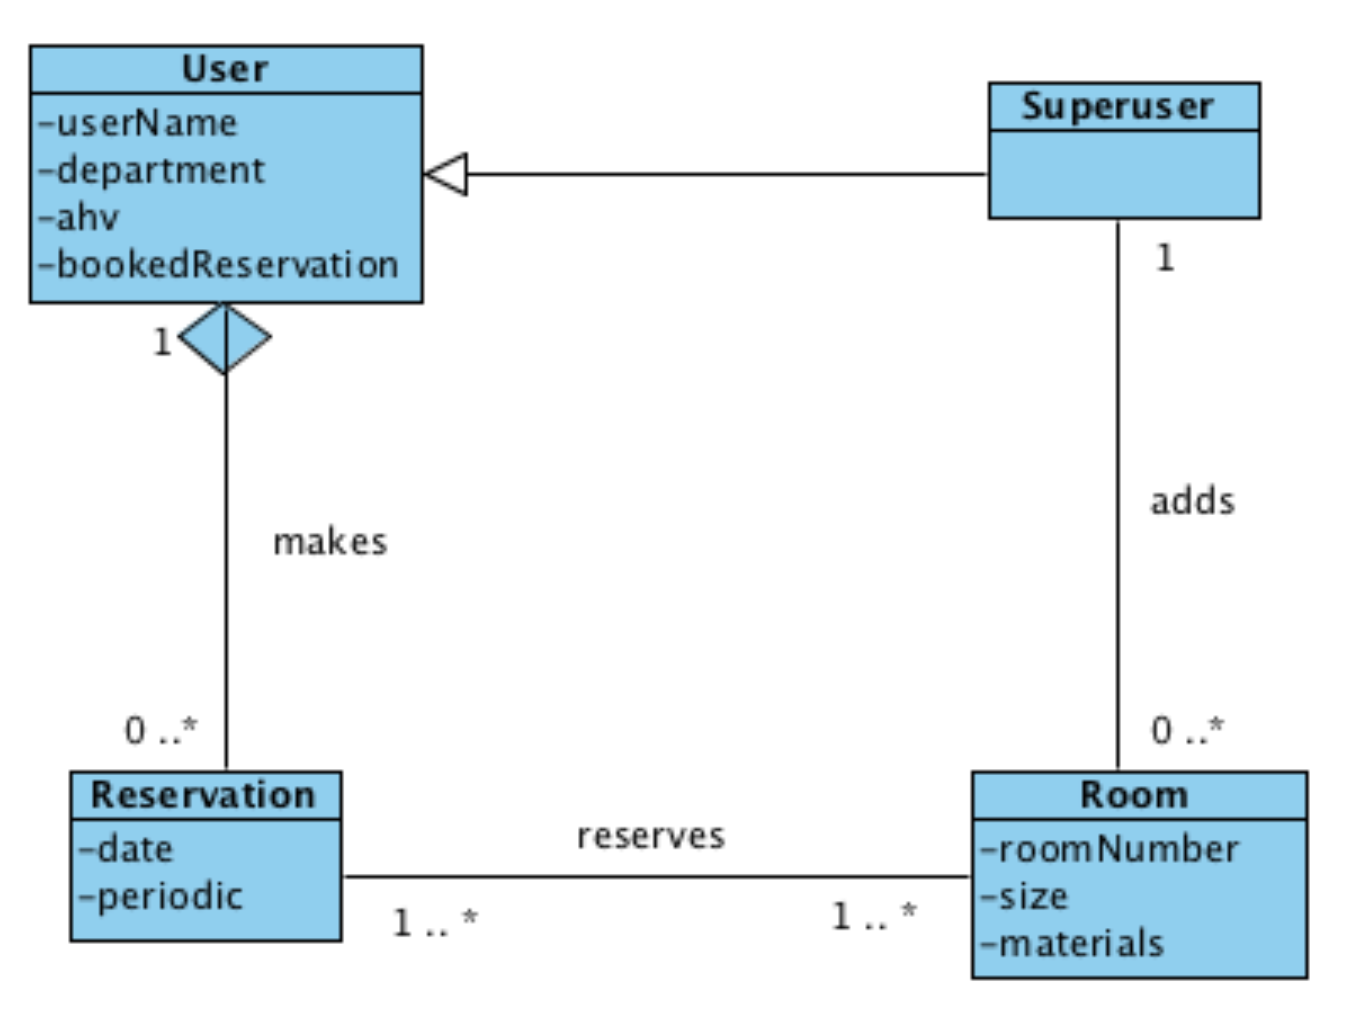 User
-userName
-department
-ahv
-bookedReservation
Superuser
1
1
makes
adds
0 ..*
0 ..*
Reservation
-date
-periodic
reserves
1 .. *
1 .. *
Room
-roomNumber
-size
-materials